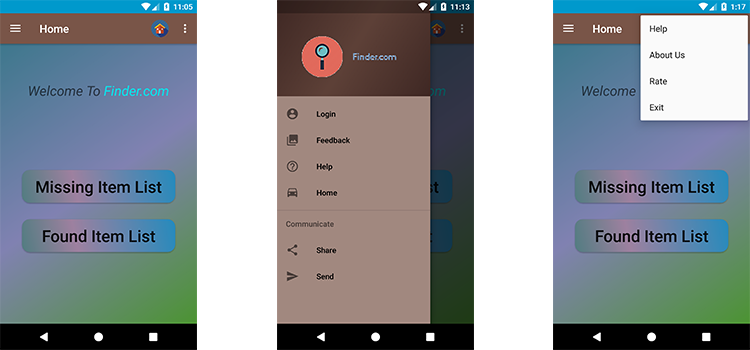 11:05
Home
Welcome To Finder.com
Missing Item List
Found Item List
11:13
Finder.com
Login
Feedback
Help
Home
Communicate
Share
Send
1:17
Home
Help
About Us
Rate
Exit
Welcome
.com
Missing Item List
Found Item List